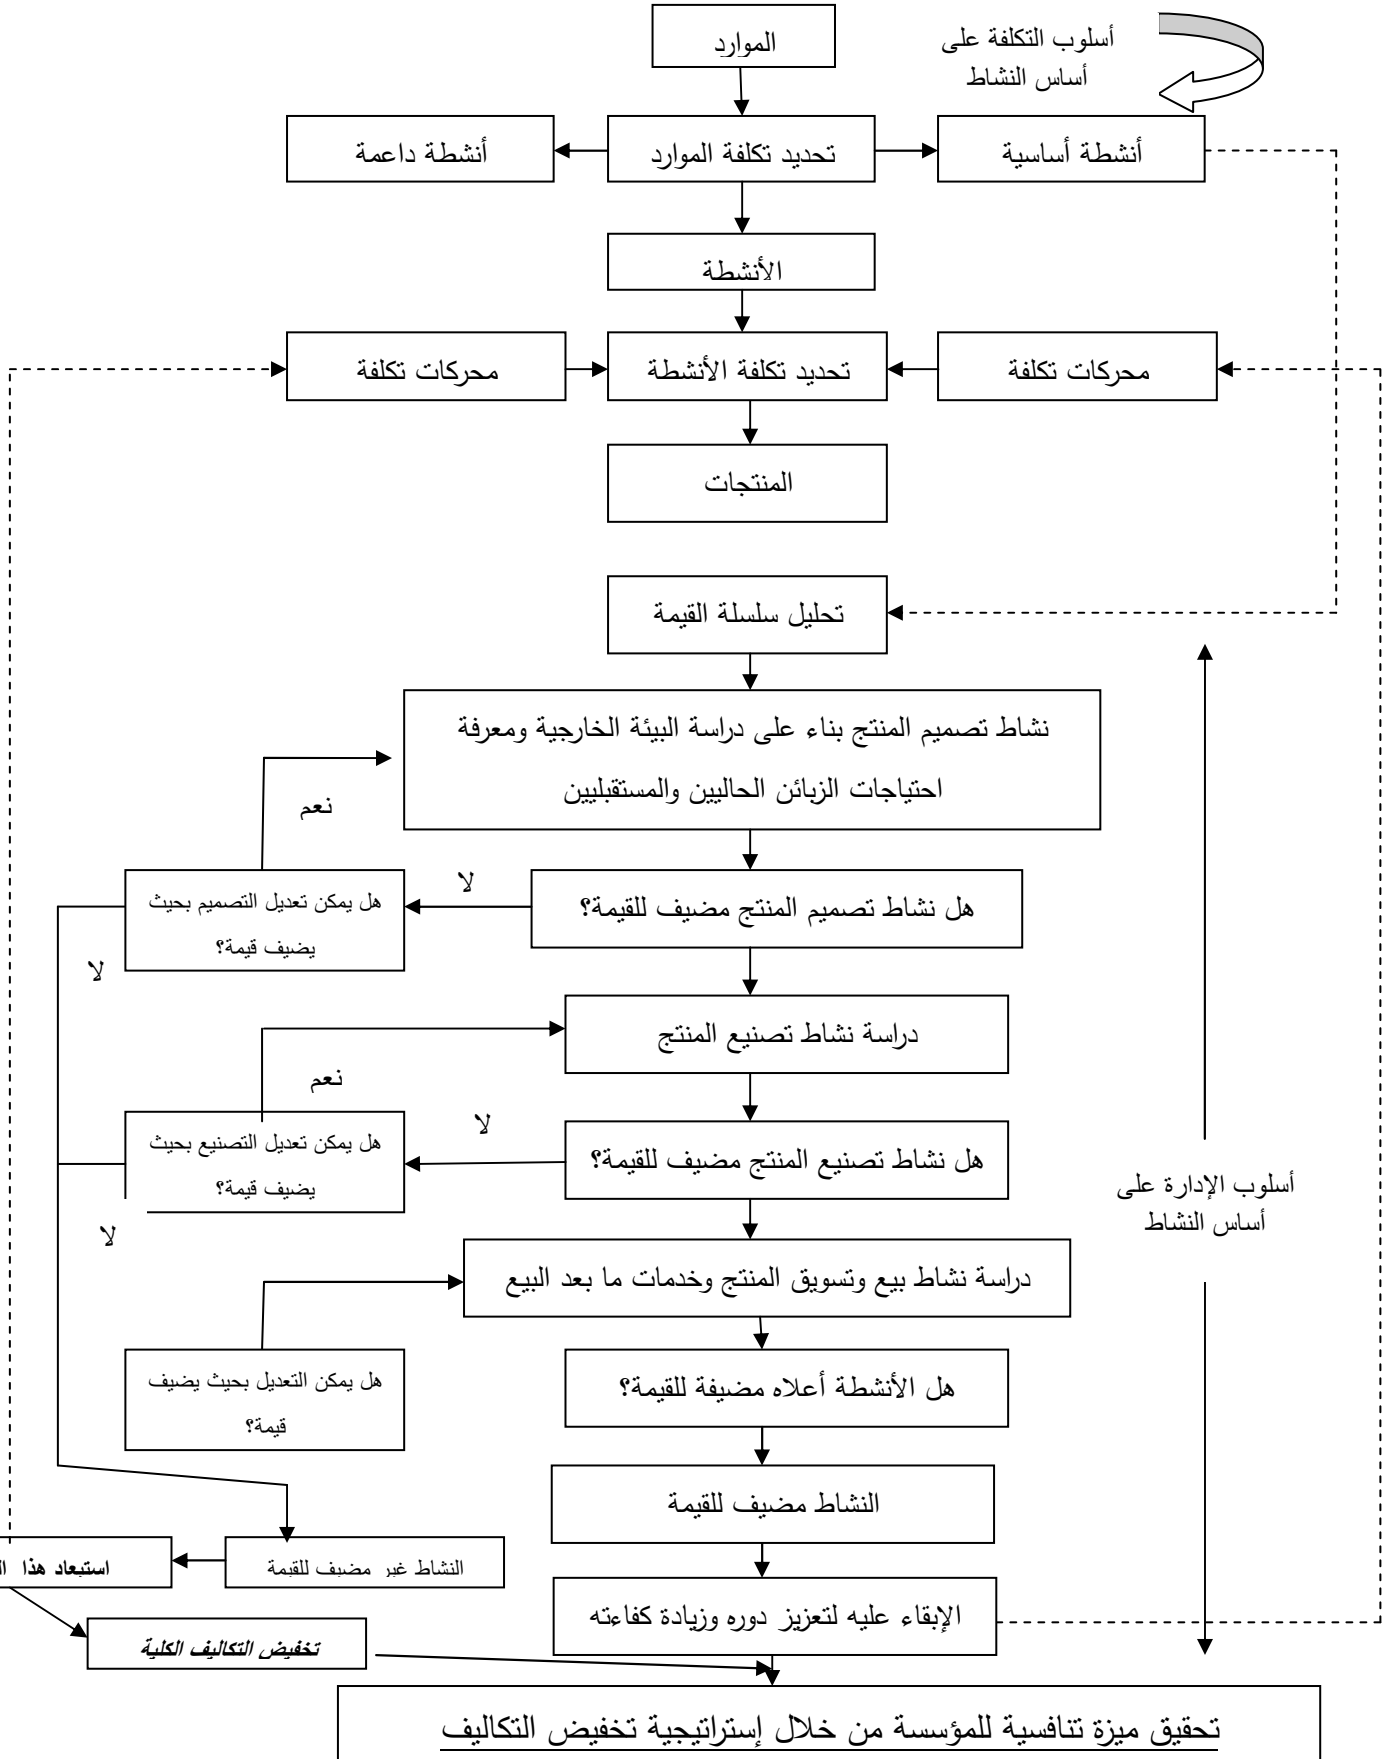 الموارد
أسلوب التكلفة على
أساس النشاط
أنشطة أساسية
تحديد تكلفة الموارد
أنشطة داعمة
الأنشطة
محركات تكلفة
تحديد تكلفة الأنشطة
محركات تكلفة
المنتجات
تحليل سلسلة القيمة
نشاط تصميم المنتج بناء على دراسة البيئة الخارجية ومعرفة
احتياجات الزبائن الحاليين والمستقبليين
نعم
هل نشاط تصميم المنتج مضيف للقيمة؟
لا
هل يمكن تعديل التصميم بحيث
يضيف قيمة؟
لا
دراسة نشاط تصنيع المنتج
نعم
هل نشاط تصنيع المنتج مضيف للقيمة؟
لا
هل يمكن تعديل التصنيع بحيث
يضيف قيمة؟
لا
أسلوب الإدارة على
أساس النشاط
دراسة نشاط بيع وتسويق المنتج وخدمات ما بعد البيع
هل الأنشطة أعلاه مضيفة للقيمة؟
هل يمكن التعديل بحيث يضيف
قيمة؟
النشاط مضيف للقيمة
النشاط غير مضيف للقيمة
استبعاد هذا
الإبقاء عليه لتعزيز دوره وزيادة كفاءته
تخفيض التكاليف الكلية
تحقيق ميزة تنافسية للمؤسسة من خلال إستراتيجية تخفيض التكاليف